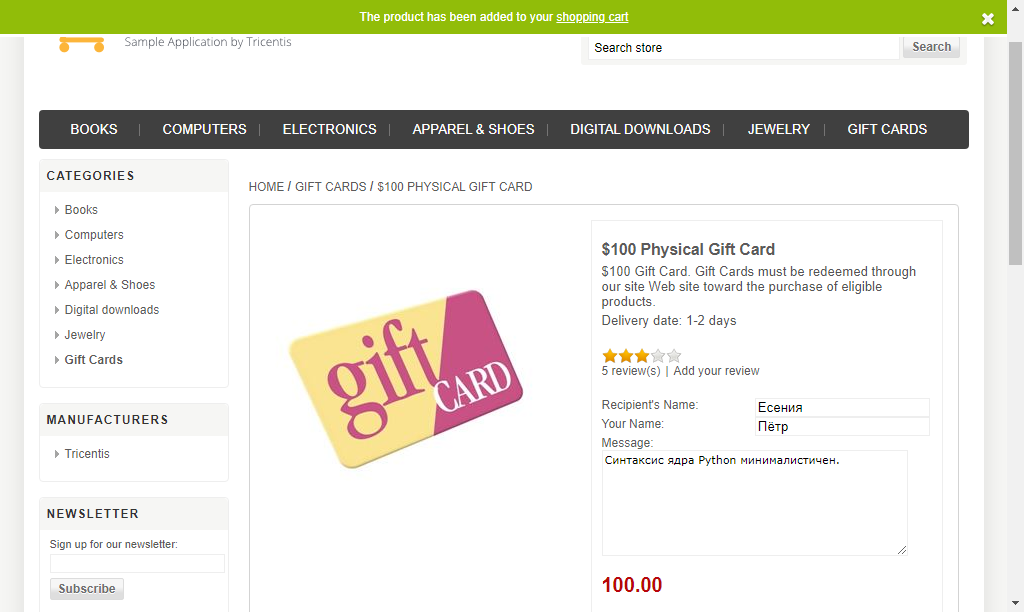 The product has been added to your shopping cart
Sample Application by Tricentis
Search store
Search
BOOKS
COMPUTERS
ELECTRONICS
APPAREL & SHOES
DIGITAL DOWNLOADS
JEWELRY
GIFT CARDS
CATEGORIES
Books
Computers
Electronics
Apparel & Shoes
Digital downloads
Jewelry
Gift Cards
MANUFACTURERS
Tricentis
NEWSLETTER
Sign up for our newsletter:
Subscribe
HOME / GIFT CARDS / $100 PHYSICAL GIFT CARD
gift
CARD
$100 Physical Gift Card
$100 Gift Card. Gift Cards must be redeemed through
our site Web site toward the purchase of eligible
products.
Delivery date: 1-2 days
5 review(s) | Add your review
Recipient's Name: Есения
Your Name: Пётр
Message:
Синтаксис ядра Python минималистичен.
100.00